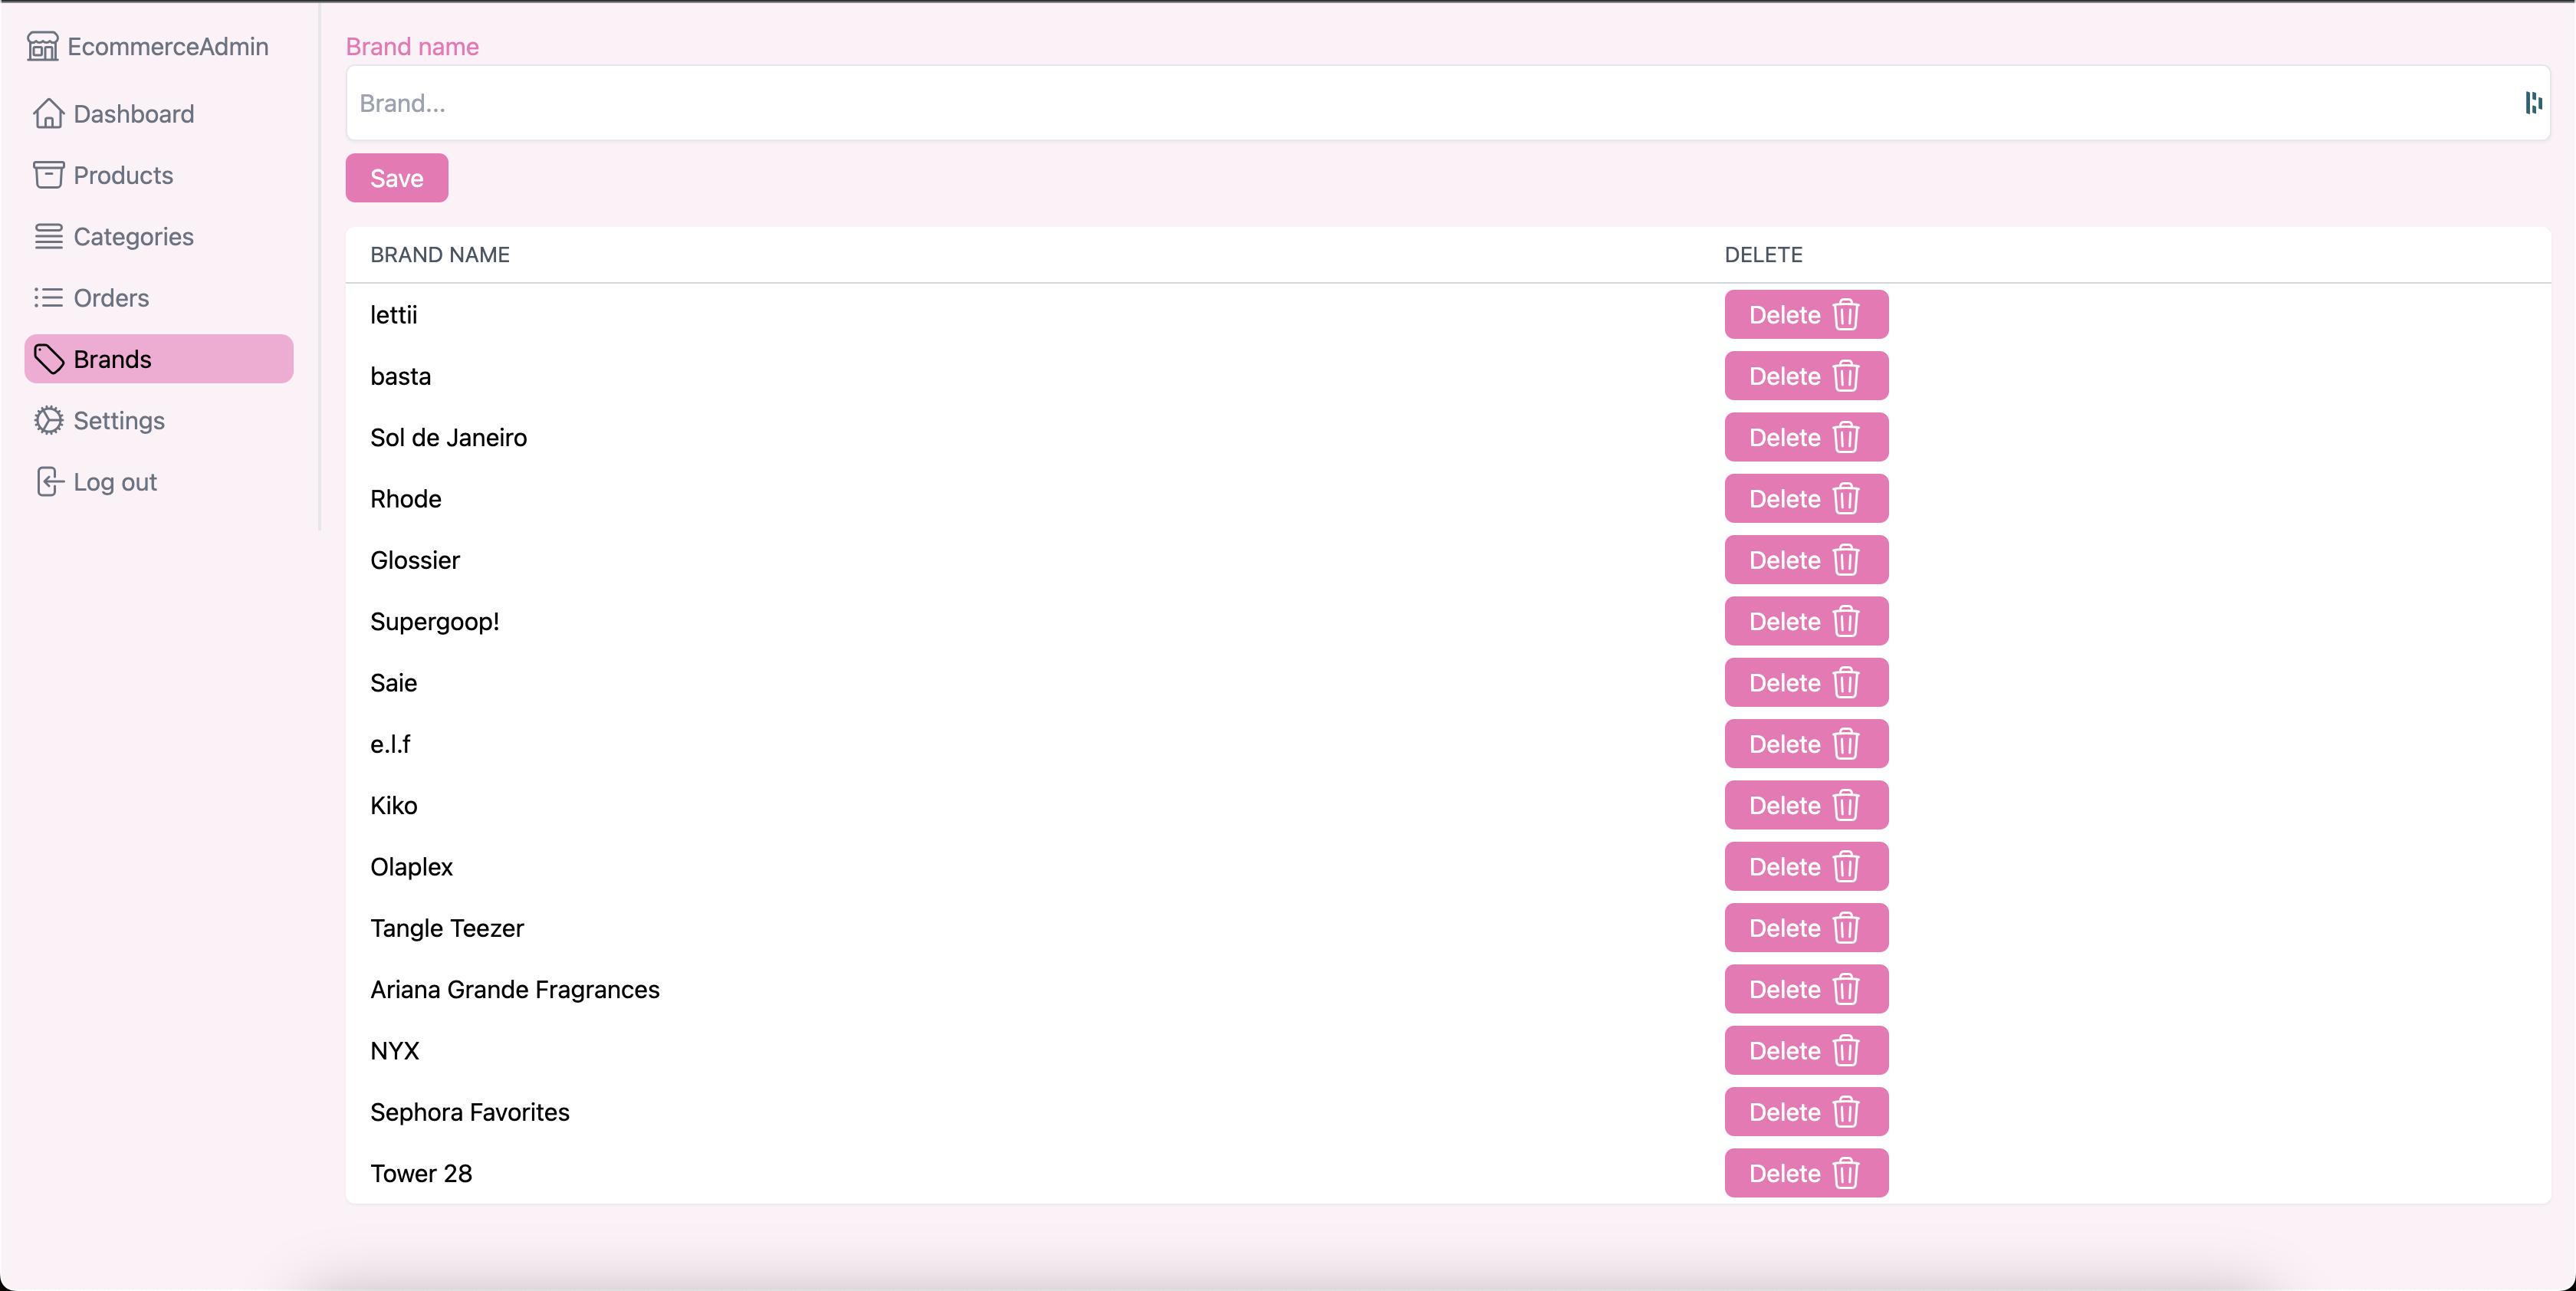 EcommerceAdmin
Dashboard
Products
Categories
Orders
Brands
Settings
Log out
Brand name
Brand...
Save
BRAND NAME DELETE
lettii Delete
basta Delete
Sol de Janeiro Delete
Rhode Delete
Glossier Delete
Supergoop! Delete
Saie Delete
e.l.f Delete
Kiko Delete
Olaplex Delete
Tangle Teezer Delete
Ariana Grande Fragrances Delete
NYX Delete
Sephora Favorites Delete
Tower 28 Delete